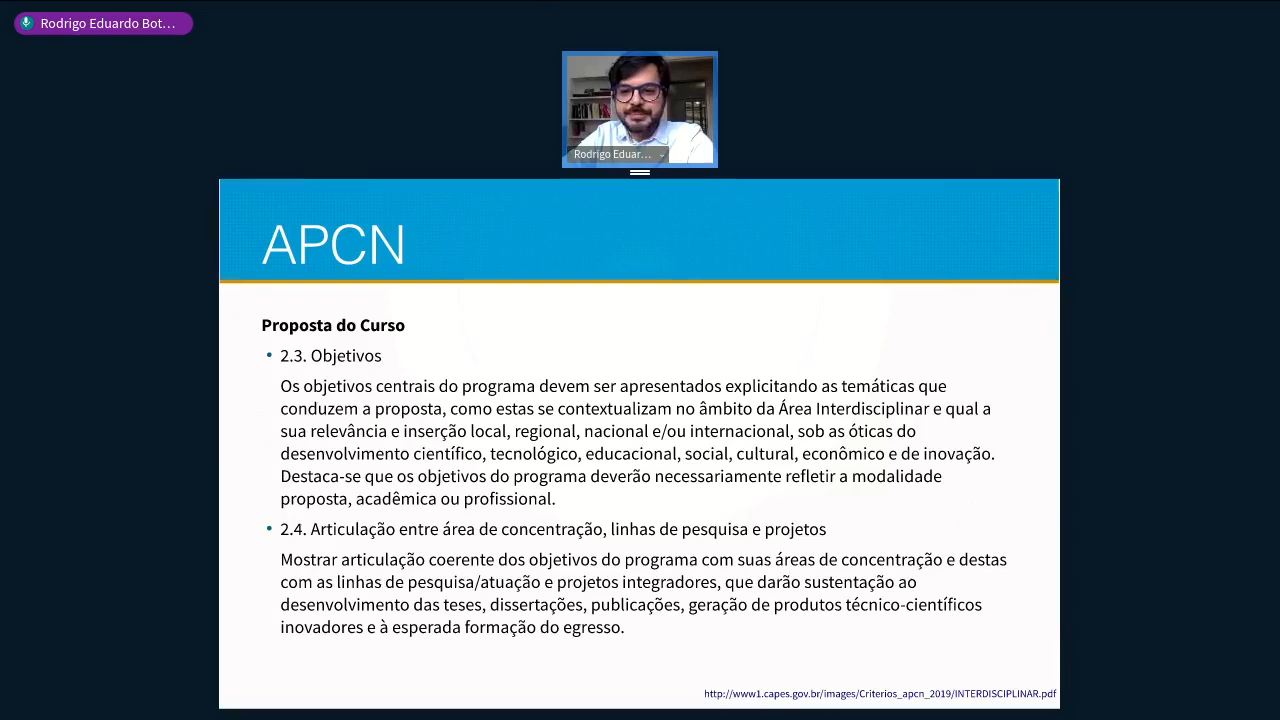 Rodrigo Eduardo Bot...
Rodrigo Eduar...
APCN
Proposta do Curso
• 2.3. Objetivos
Os objetivos centrais do programa devem ser apresentados explicitando as temáticas que
conduzem a proposta, como estas se contextualizam no âmbito da Área Interdisciplinar e qual a
sua relevância e inserção local, regional, nacional e/ou internacional, sob as óticas do
desenvolvimento científico, tecnológico, educacional, social, cultural, econômico e de inovação.
Destaca-se que os objetivos do programa deverão necessariamente refletir a modalidade
proposta, acadêmica ou profissional.
• 2.4. Articulação entre área de concentração, linhas de pesquisa e projetos
Mostrar articulação coerente dos objetivos do programa com suas áreas de concentração e destas
com as linhas de pesquisa/atuação e projetos integradores, que darão sustentação ao
desenvolvimento das teses, dissertações, publicações, geração de produtos técnico-científicos
inovadores e à esperada formação do egresso.
http://www1.capes.gov.br/images/Criterios_apcn_2019/INTERDISCIPLINAR.pdf